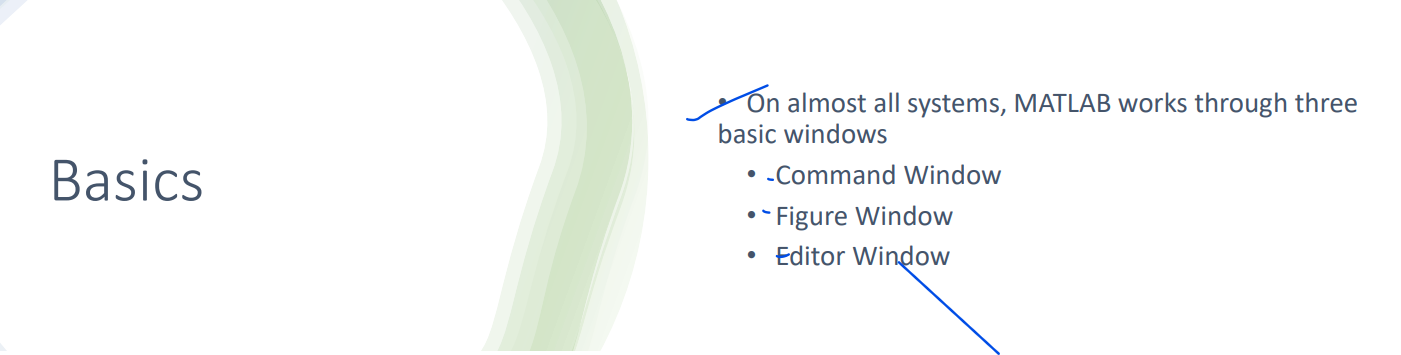 Basics
• On almost all systems, MATLAB works through three
basic windows
• Command Window
• Figure Window
• Editor Window